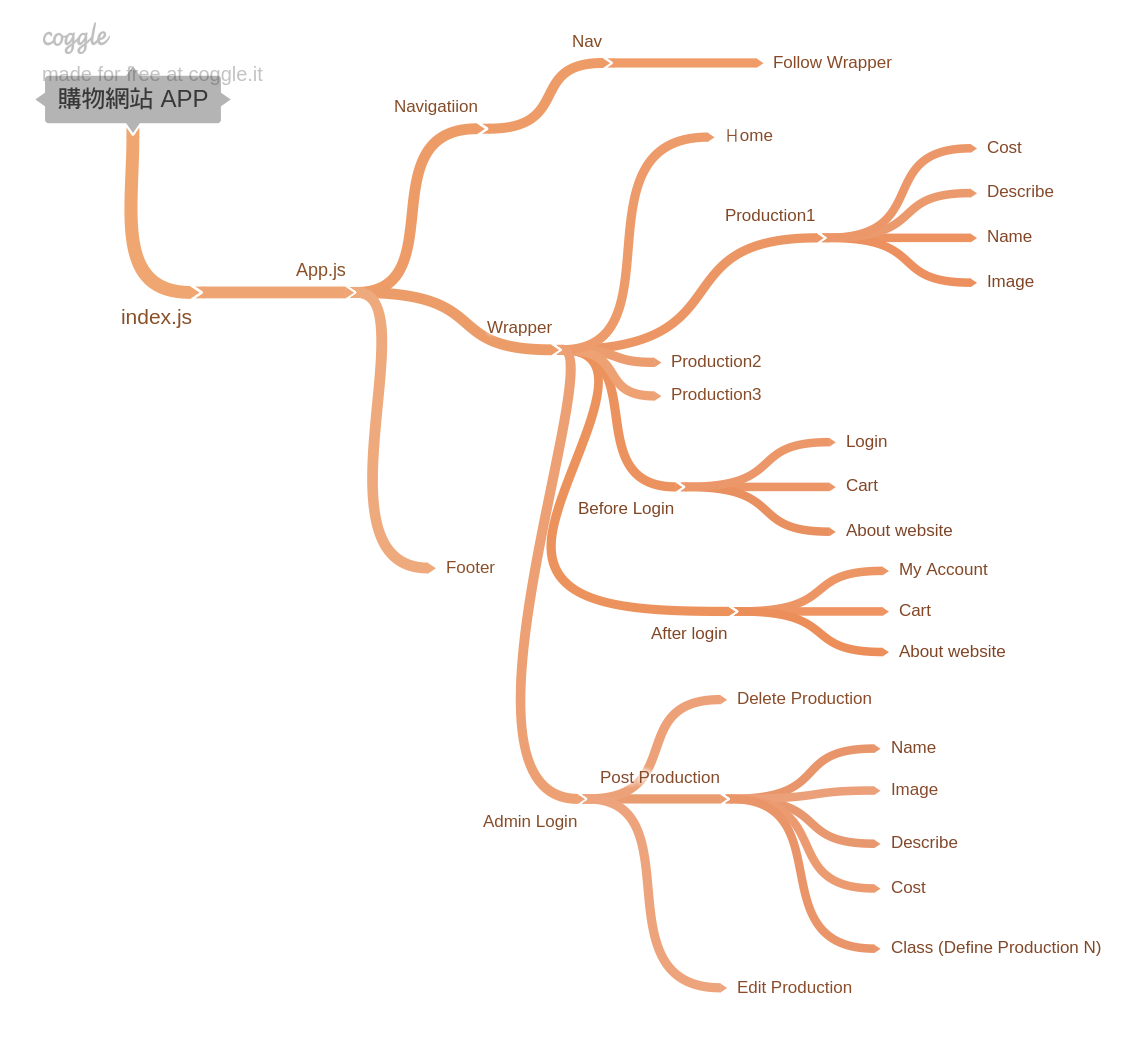 coggle
made for free at coggle.it
購物網站 APP
index.js
App.js
Navigatiion
Nav
Follow Wrapper
Wrapper
Home
Production1
Cost
Describe
Name
Image
Production2
Production3
Before Login
Login
Cart
About website
After login
My Account
Cart
About website
Admin Login
Delete Production
Post Production
Name
Image
Describe
Cost
Class (Define Production N)
Edit Production
Footer